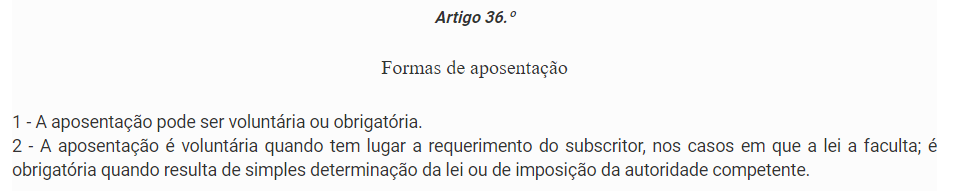 Artigo 36.º
Formas de aposentação
1 - A aposentação pode ser voluntária ou obrigatória.
2 - A aposentação é voluntária quando tem lugar a requerimento do subscritor, nos casos em que a lei a faculta; é
obrigatória quando resulta de simples determinação da lei ou de imposição da autoridade competente.